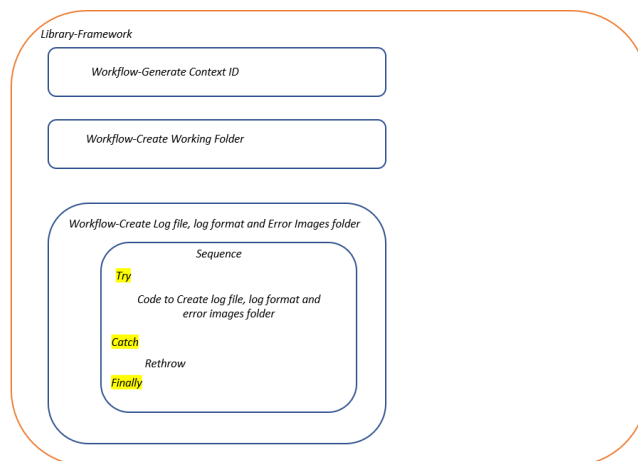 Library-Framework
Workflow-Generate Context ID
Workflow-Create Working Folder
Workflow-Create Log file, log format and Error Images folder
Sequence
Try
Code to Create log file, log format and
error images folder
Catch
Rethrow
Finally